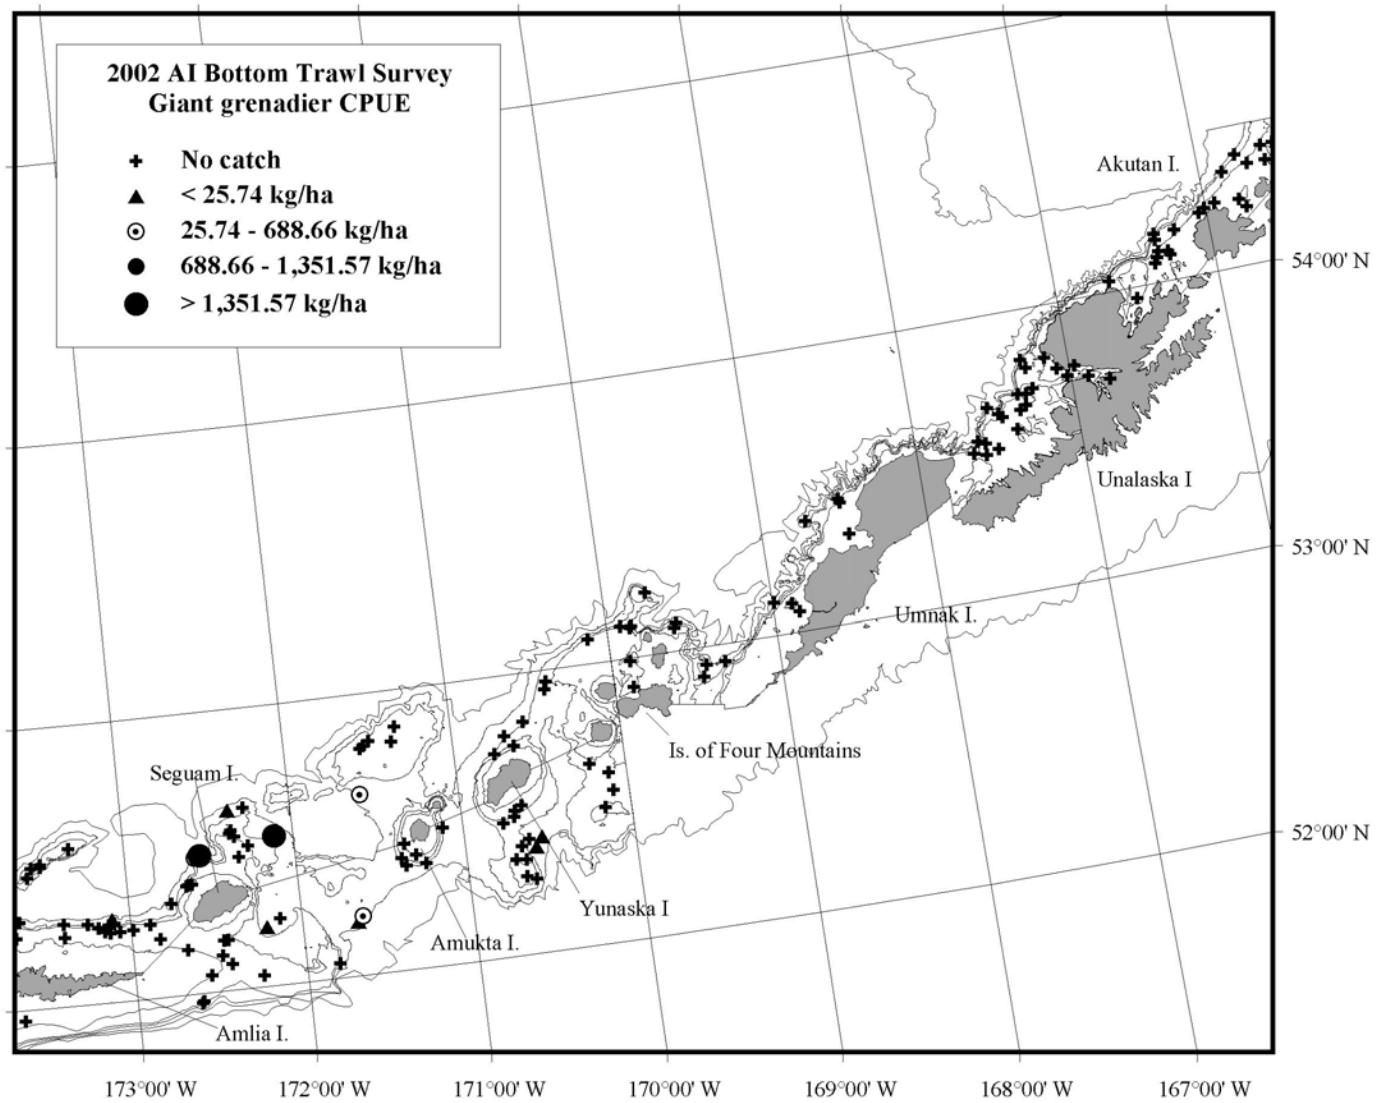 2002 AI Bottom Trawl Survey
Giant grenadier CPUE
No catch
< 25.74 kg/ha
25.74 - 688.66 kg/ha
688.66 - 1,351.57 kg/ha
> 1,351.57 kg/ha
Akutan I.
54°00' N
Unalaska I
53°00' N
Umnak I.
Is. of Four Mountains
Seguam I.
52°00' N
Yunaska I
Amukta I.
Amlia I.
173°00' W
172°00' W
171°00' W
170°00' W
169°00' W
168°00' W
167°00' W